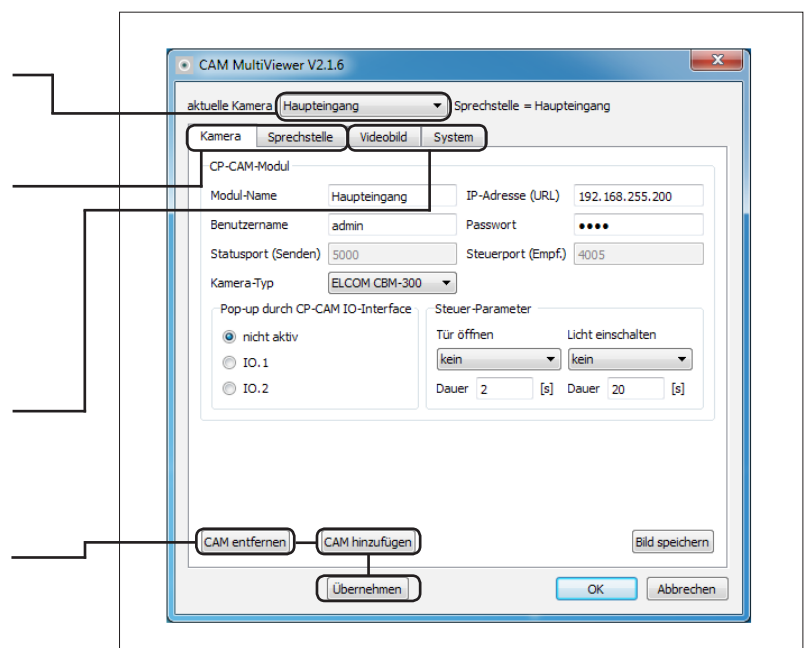 CAM MultiViewer V2.1.6
aktuelle Kamera Haupteingang Sprechstelle = Haupteingang
Kamera Sprechstelle Videobild System
CP-CAM-Modul
Modul-Name Haupteingang IP-Adresse (URL) 192.168.255.200
Benutzername admin Passwort ••••
Statusport (Senden) 5000 Steuerport (Empf.) 4005
Kamera-Typ ELCOM CBM-300
Pop-up durch CP-CAM IO-Interface Steuer-Parameter
nicht aktiv Tür öffnen Licht einschalten
IO.1 kein kein
IO.2 Dauer 2 [s] Dauer 20 [s]
CAM entfernen CAM hinzufügen Bild speichern
Übernehmen OK Abbrechen